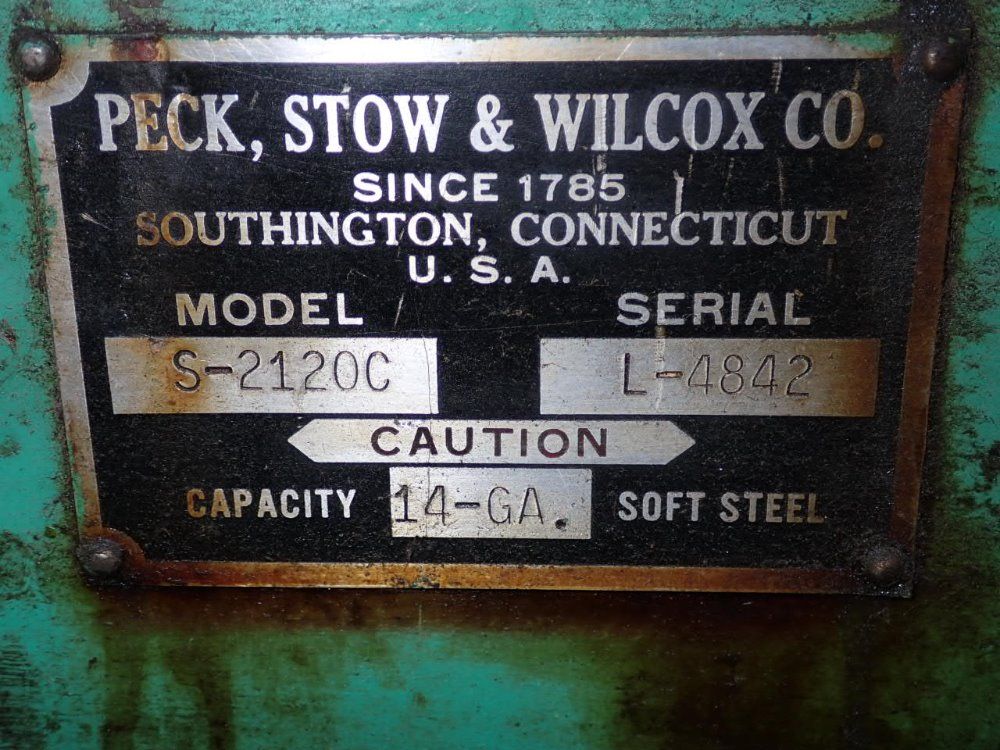 PECK, STOW & WILCOX CO.
SINCE 1785
SOUTHINGTON, CONNECTICUT
U. S. A.
MODEL SERIAL
S-2120C L-4842
CAUTION
CAPACITY 14-GA. SOFT STEEL